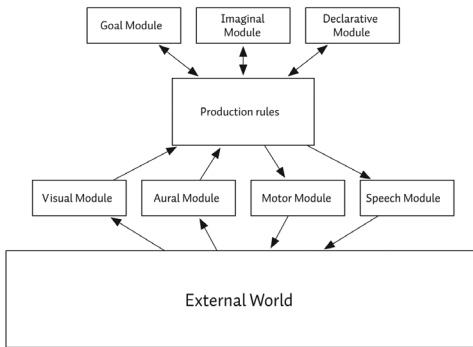 Goal Module
Imaginal
Module
Declarative
Module
Production rules
Visual Module
Aural Module
Motor Module
Speech Module
External World